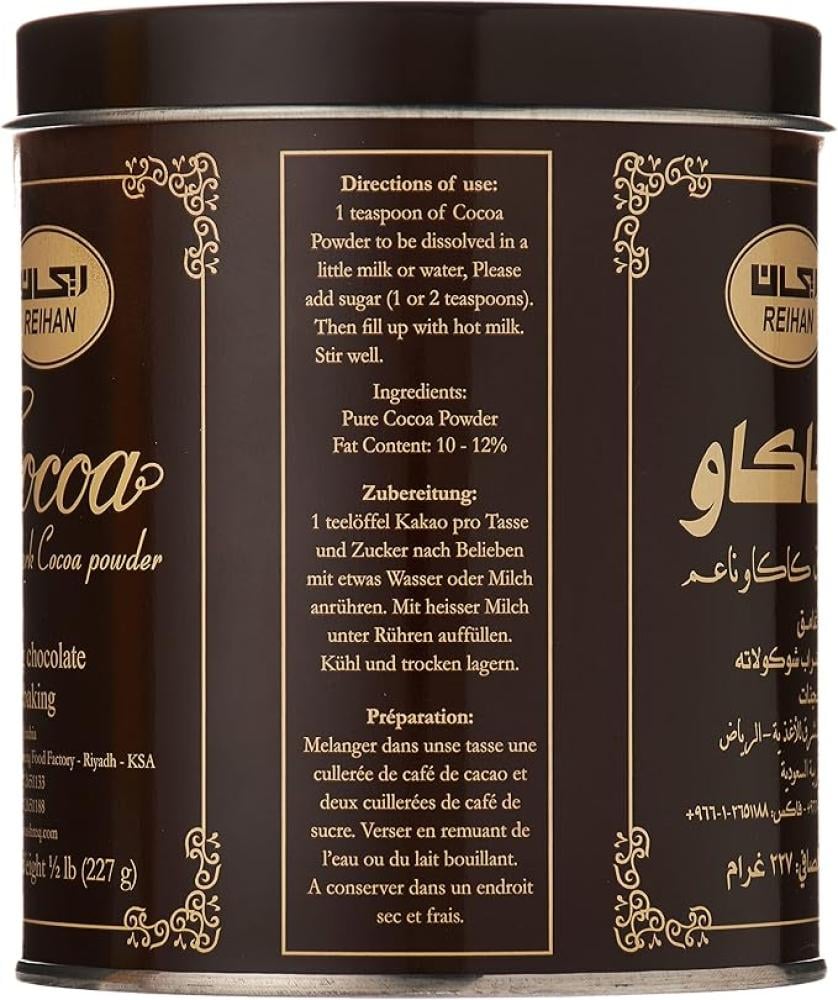 ريحان
REIHAN
Cocoa powder
chocolate
Food Factory - Riyadh - KSA
½ lb (227 g)
Directions of use:
1 teaspoon of Cocoa
Powder to be dissolved in a
little milk or water, Please
add sugar (1 or 2 teaspoons).
Then fill up with hot milk.
Stir well.
Ingredients:
Pure Cocoa Powder
Fat Content: 10 - 12%
Zubereitung:
1 teelöffel Kakao pro Tasse
und Zucker nach Belieben
mit etwas Wasser oder Milch
anrühren. Mit heisser Milch
unter Rühren auffüllen.
Kühl und trocken lagern.
Préparation:
Melanger dans unse tasse une
cullerée de café de cacao et
deux cuillerées de café de
sucre. Verser en remuant de
l'eau ou du lait bouillant.
A conserver dans un endroit
sec et frais.
ريحان
REIHAN
كاكاو ناعم
شوكولاته
الأغذية - الرياض
السعودية
فاكس: ٢٦٥١١٨٨-١-٩٦٦+
٢٢٧ غرام